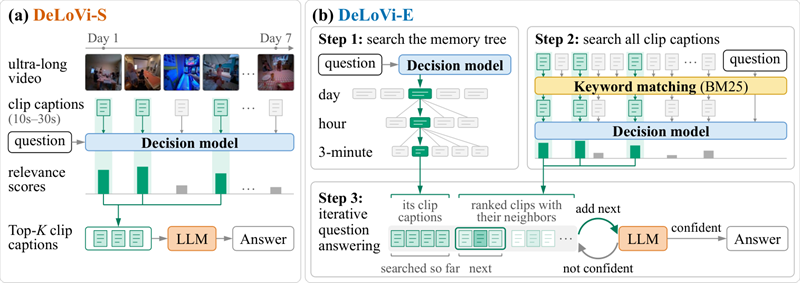 (a) DeLoVi-S
Day 1
Day 7
ultra-long
video
...
clip captions
(10s–30s)
...
question
Decision model
relevance
scores
...
Top-K clip
captions
LLM
Answer
(b) DeLoVi-E
Step 1: search the memory tree
question
Decision model
day
hour
3-minute
Step 2: search all clip captions
question
Keyword matching (BM25)
Decision model
Step 3:
iterative
question
answering
its clip
captions
ranked clips with
their neighbors
add next
...
LLM
confident
Answer
searched so far
next
not confident